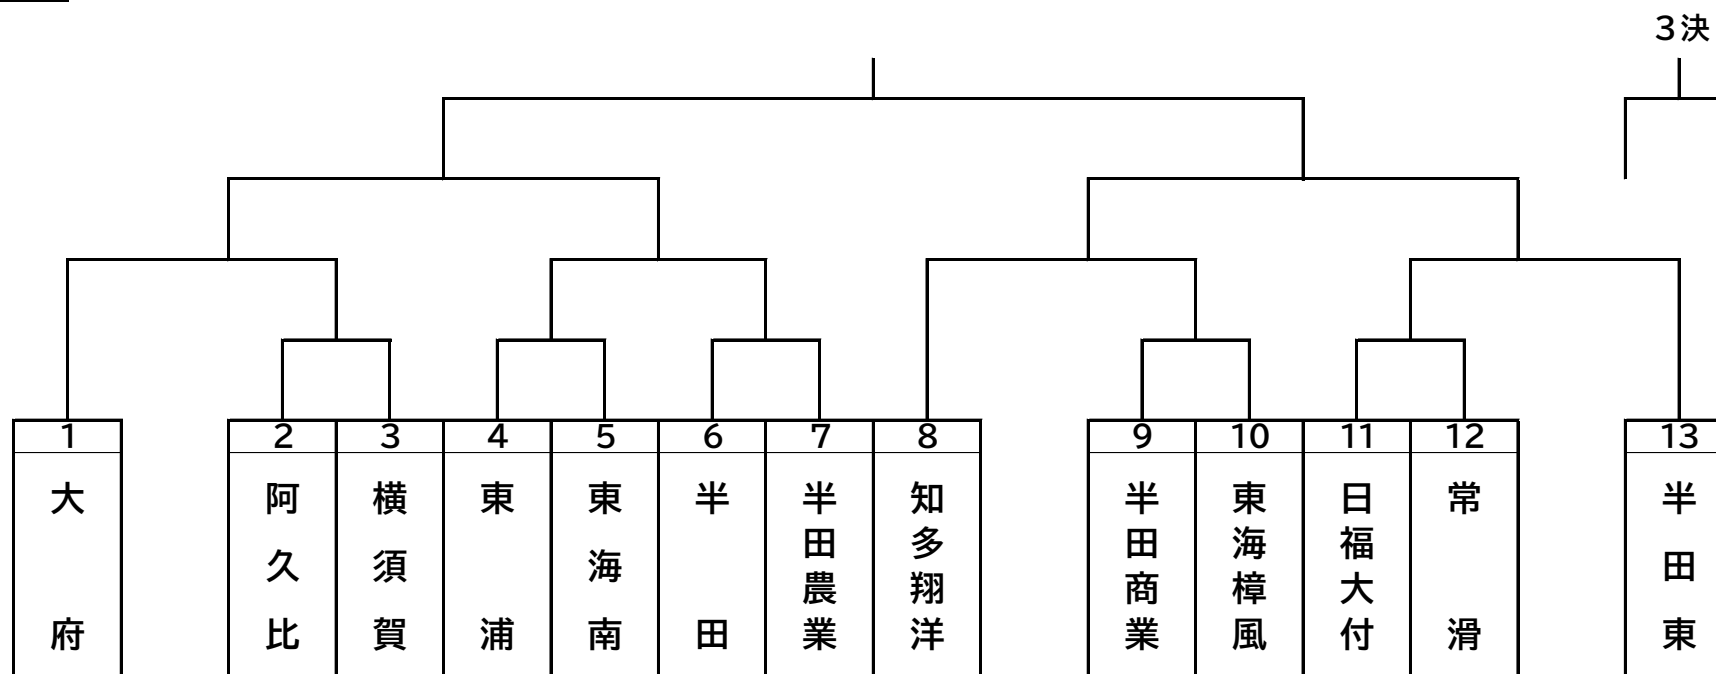 3決
1
2
3
4
5
6
7
8
9
10
11
12
13
大府
阿久比
横須賀
東浦
東海南
半田
半田農業
知多翔洋
半田商業
東海樟風
日福大付
常滑
半田東